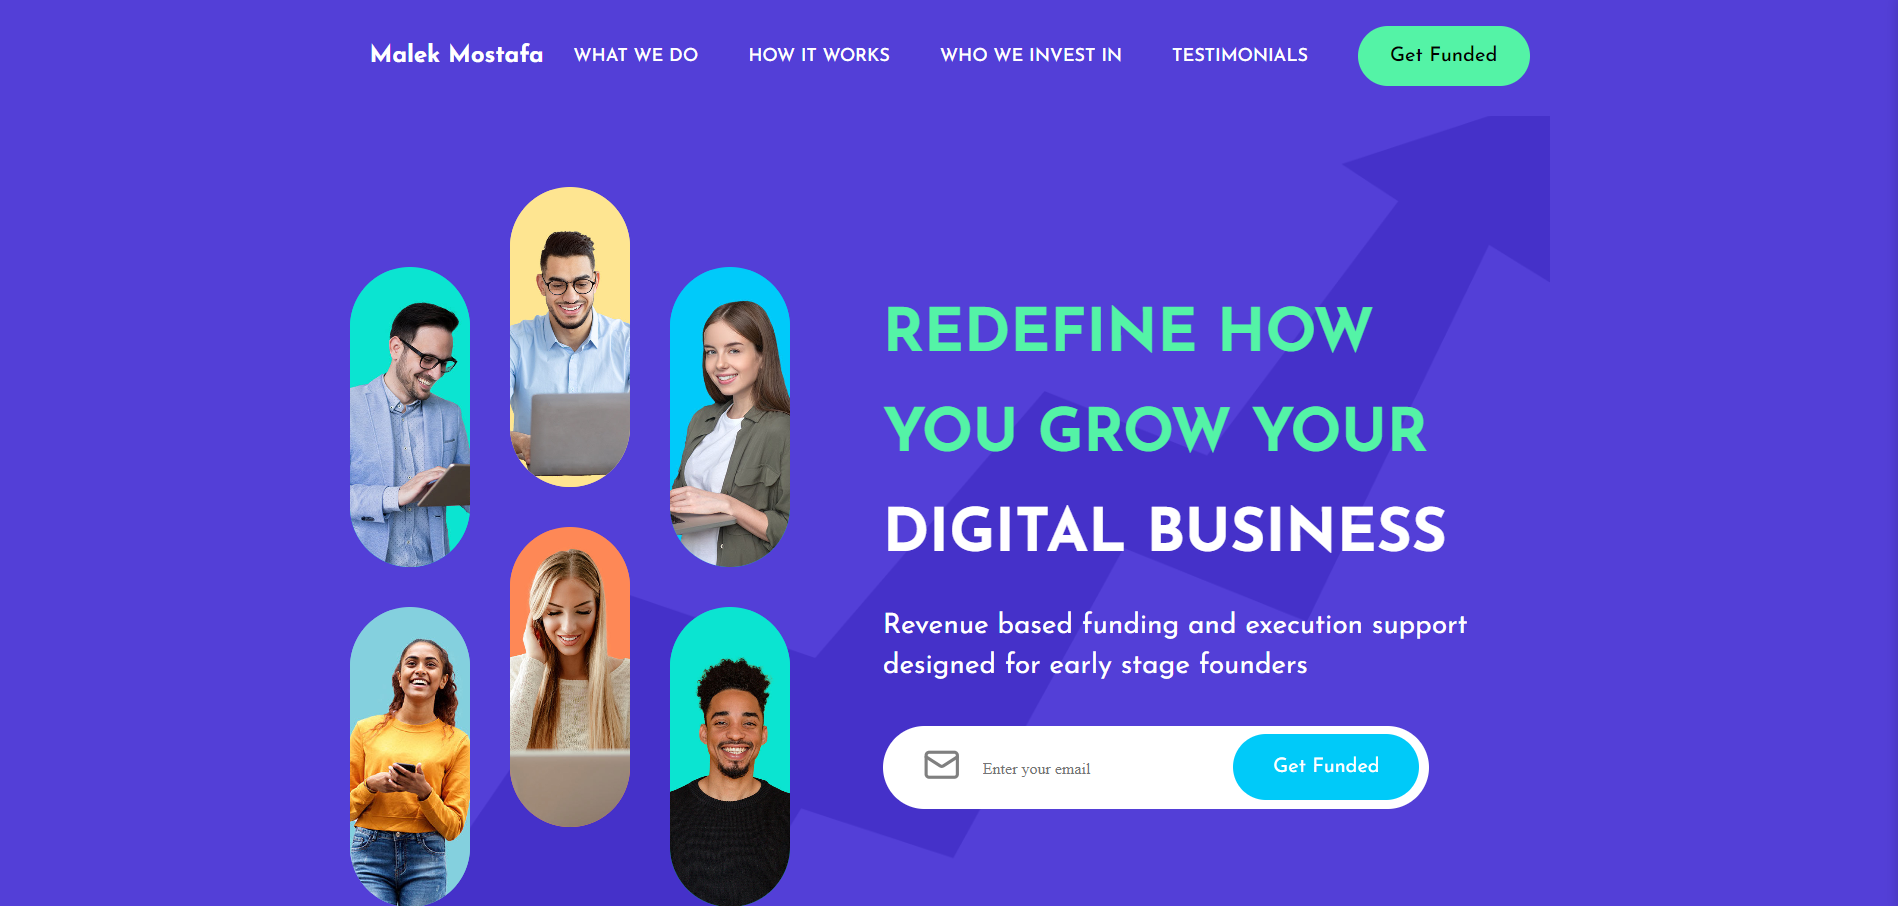 Malek Mostafa WHAT WE DO HOW IT WORKS WHO WE INVEST IN TESTIMONIALS Get Funded
REDEFINE HOW
YOU GROW YOUR
DIGITAL BUSINESS
Revenue based funding and execution support
designed for early stage founders
Enter your email Get Funded